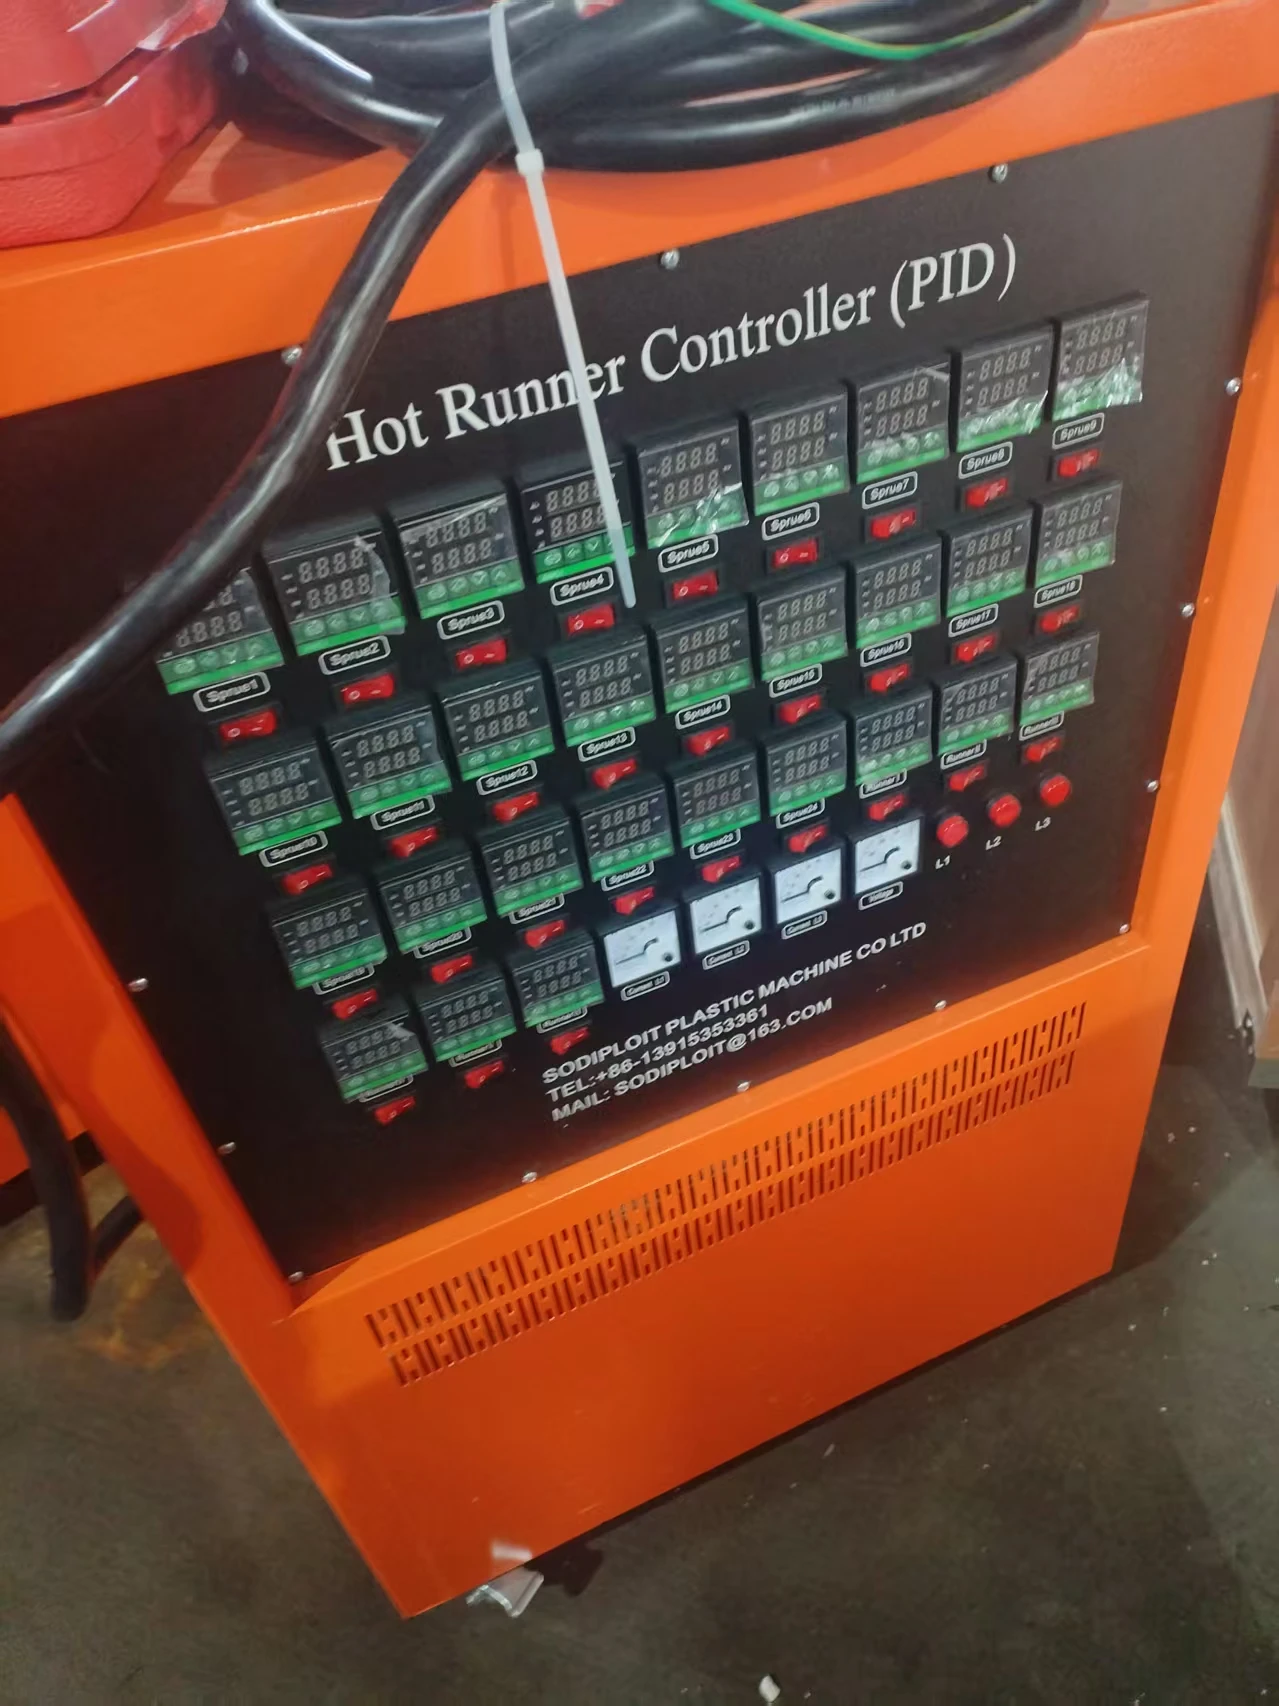 Hot Runner Controller (PID)
Sprue1 Sprue2 Sprue3 Sprue4 Sprue5 Sprue6 Sprue7 Sprue8 Sprue9
Sprue10 Sprue11 Sprue12 Sprue13 Sprue14 Sprue15 Sprue16 Sprue17 Sprue18
Sprue19 Sprue20 Sprue21 Sprue22 Sprue23 Sprue24 Runner1
Voltage
L1 L2 L3
SODIPLOIT PLASTIC MACHINE CO LTD
TEL:+86-13915353361
MAIL: SODIPLOIT@163.COM